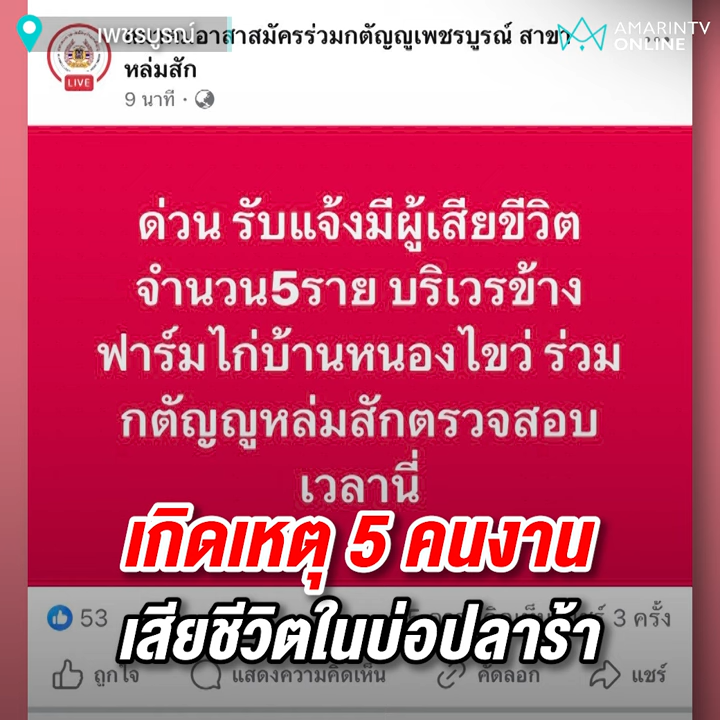 เพชรบูรณ์
AMARINTV
ONLINE
อาสาสมัครร่วมกตัญญูเพชรบูรณ์ สาขา
หล่มสัก
LIVE
9 นาที ·
ด่วน รับแจ้งมีผู้เสียขีวิต
จำนวน5ราย บริเวรข้าง
ฟาร์มไก่บ้านหนองไขว่ ร่วม
กตัญญูหล่มสักตรวจสอบ
เวลานี่
เกิดเหตุ 5 คนงาน
53
3 ครั้ง
เสียชีวิตในบ่อปลาร้า
ถูกใจ
แสดงความคิดเห็น
คัดลอก
แชร์